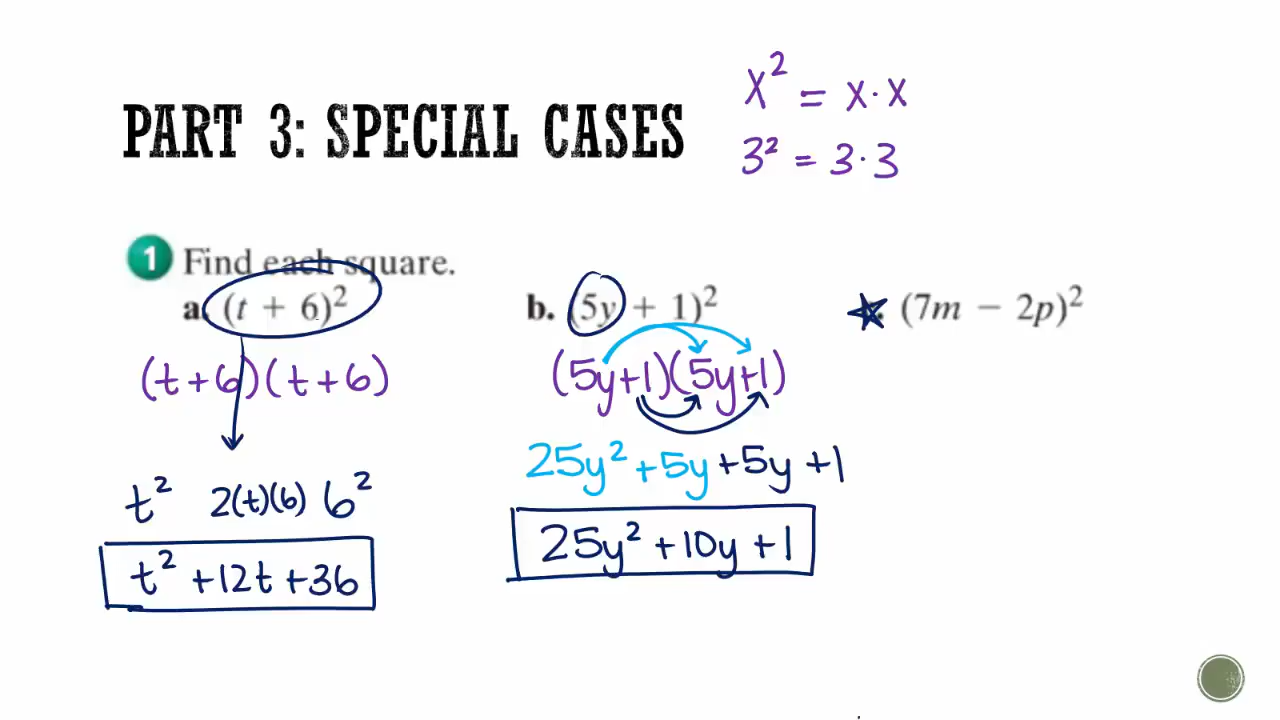 x² = x·x
PART 3: SPECIAL CASES
3² = 3·3
1 Find each square.
a. (t + 6)²
b. (5y + 1)²
(7m − 2p)²
(t+6)(t+6)
(5y+1)(5y+1)
25y² +5y +5y +1
t² 2(t)(6) 6²
25y² +10y +1
t² +12t +36